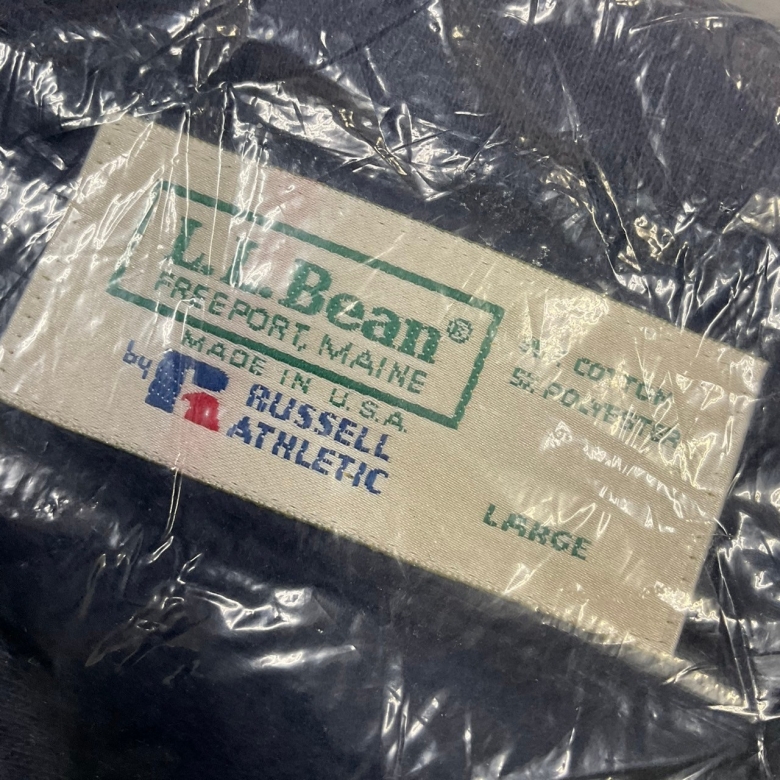 L.L.Bean®
FREEPORT, MAINE
MADE IN U.S.A.
by RUSSELL
ATHLETIC
COTTON
POLYESTER
LARGE